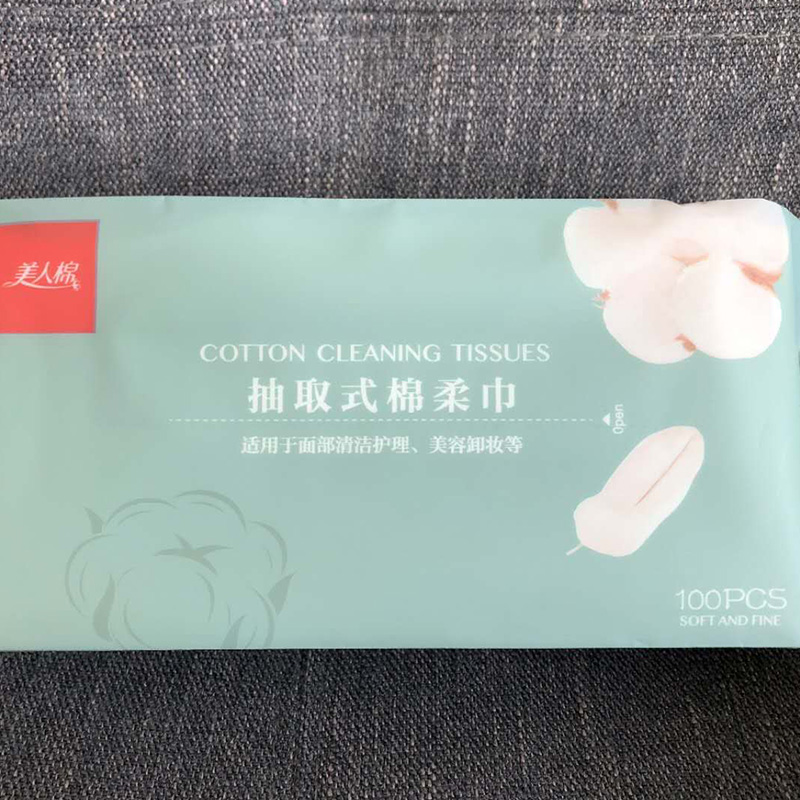 美人棉
COTTON CLEANING TISSUES
抽取式棉柔巾
Open
适用于面部清洁护理、美容卸妆等
100PCS
SOFT AND FINE